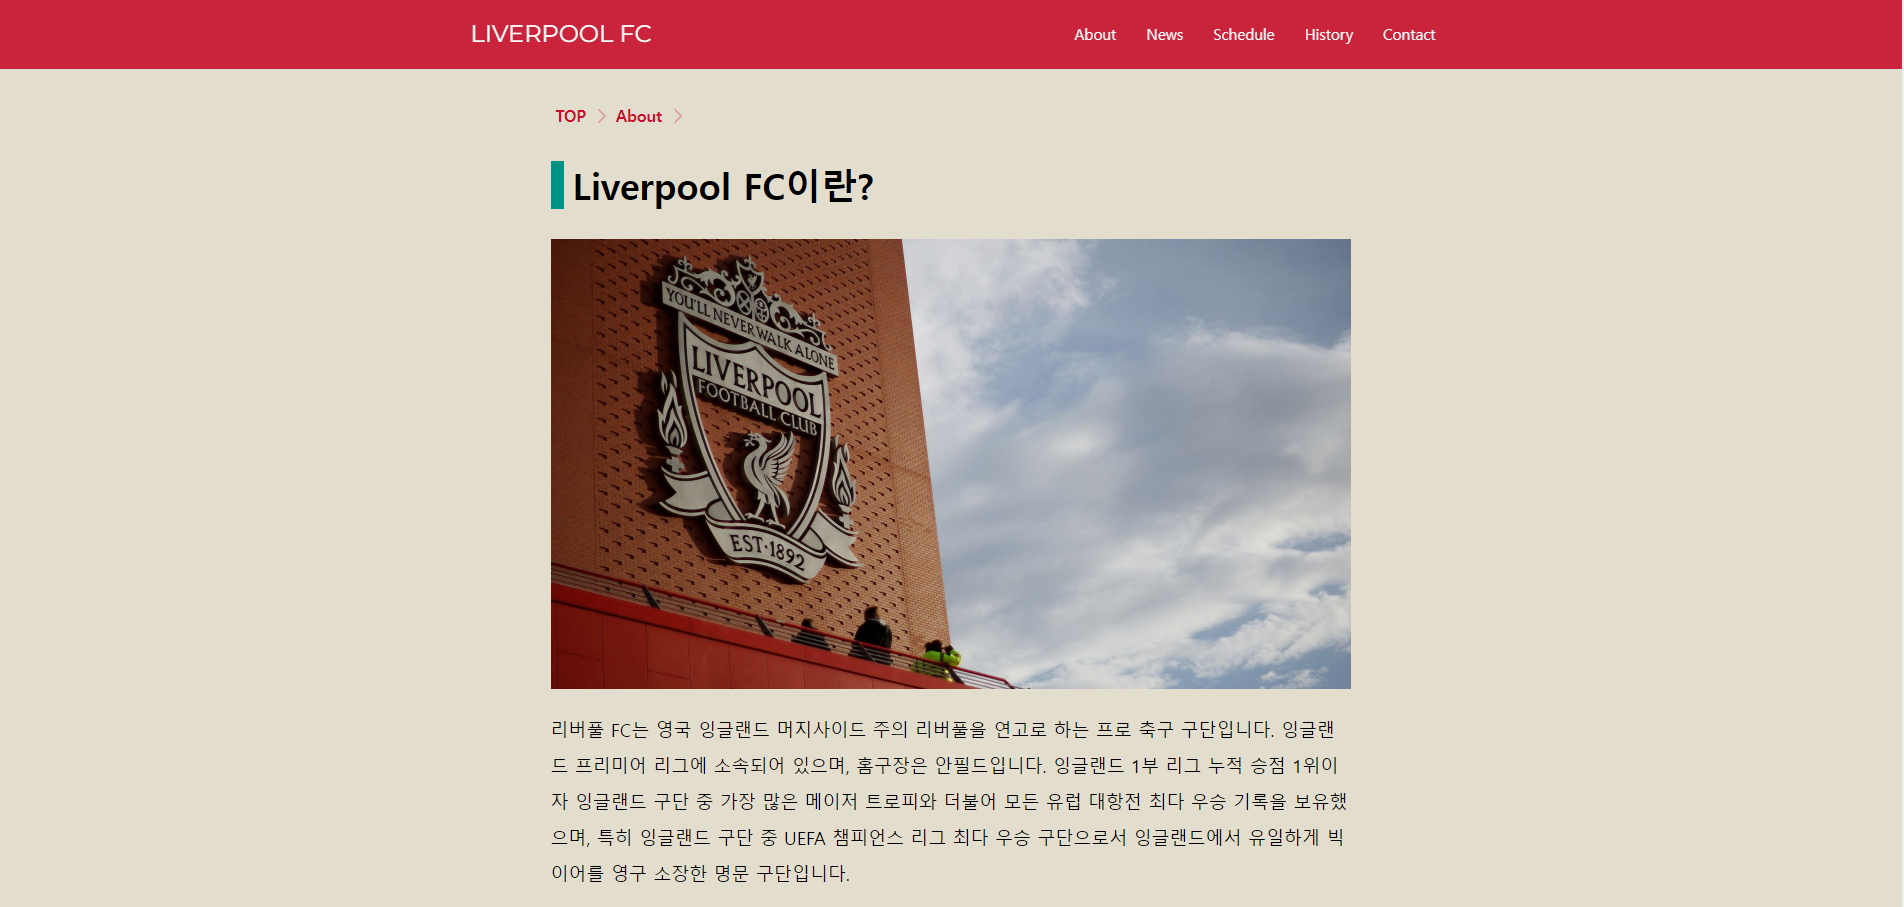 LIVERPOOL FC
About News Schedule History Contact
TOP About
Liverpool FC이란?
YOU'LL NEVER WALK ALONE
LIVERPOOL
FOOTBALL CLUB
EST·1892
리버풀 FC는 영국 잉글랜드 머지사이드 주의 리버풀을 연고로 하는 프로 축구 구단입니다. 잉글랜
드 프리미어 리그에 소속되어 있으며, 홈구장은 안필드입니다. 잉글랜드 1부 리그 누적 승점 1위이
자 잉글랜드 구단 중 가장 많은 메이저 트로피와 더불어 모든 유럽 대항전 최다 우승 기록을 보유했
으며, 특히 잉글랜드 구단 중 UEFA 챔피언스 리그 최다 우승 구단으로서 잉글랜드에서 유일하게 빅
이어를 영구 소장한 명문 구단입니다.